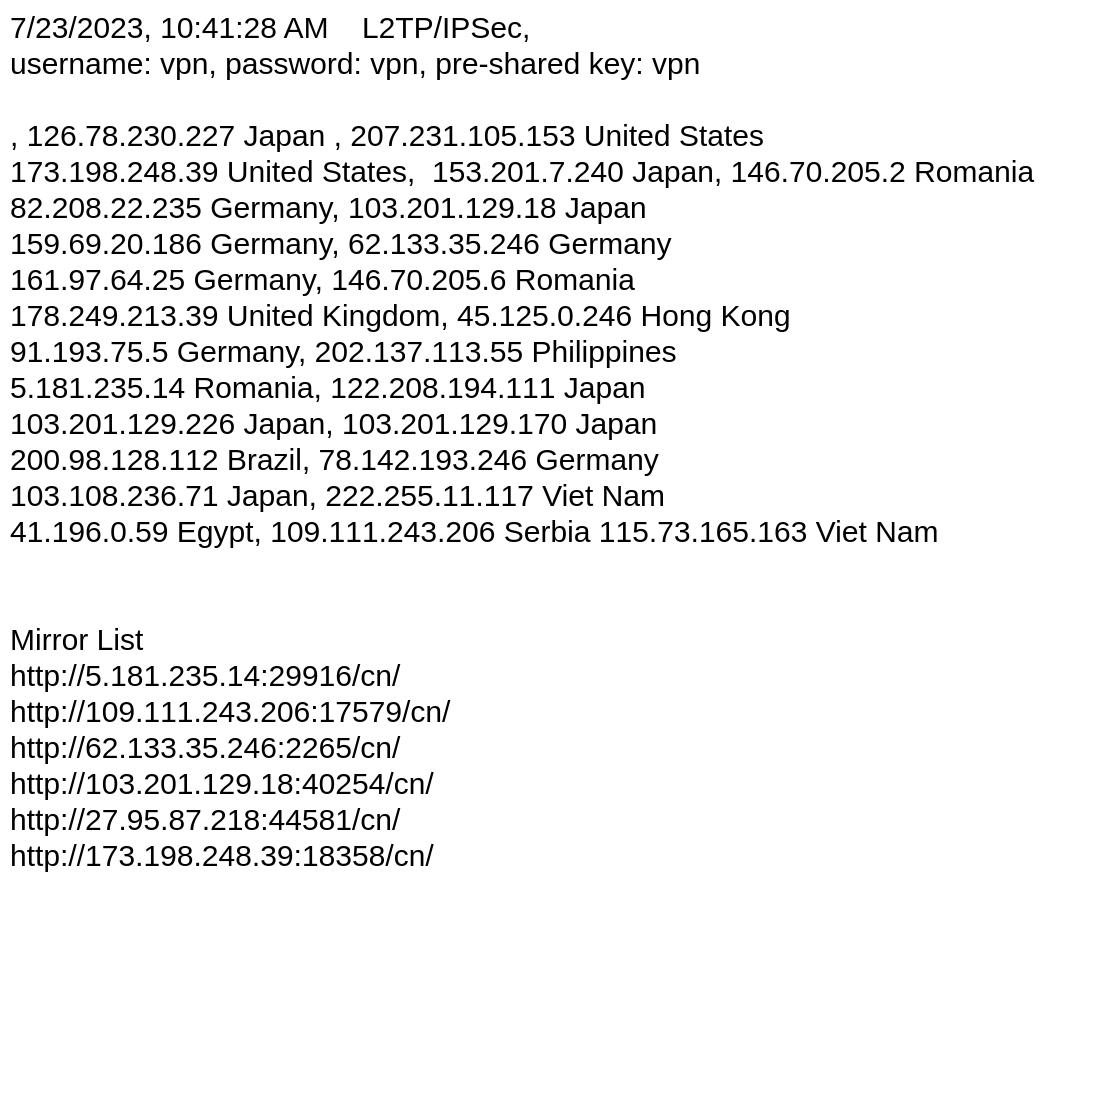 7/23/2023, 10:41:28 AM    L2TP/IPSec,
username: vpn, password: vpn, pre-shared key: vpn
, 126.78.230.227 Japan , 207.231.105.153 United States
173.198.248.39 United States,  153.201.7.240 Japan, 146.70.205.2 Romania
82.208.22.235 Germany, 103.201.129.18 Japan
159.69.20.186 Germany, 62.133.35.246 Germany
161.97.64.25 Germany, 146.70.205.6 Romania
178.249.213.39 United Kingdom, 45.125.0.246 Hong Kong
91.193.75.5 Germany, 202.137.113.55 Philippines
5.181.235.14 Romania, 122.208.194.111 Japan
103.201.129.226 Japan, 103.201.129.170 Japan
200.98.128.112 Brazil, 78.142.193.246 Germany
103.108.236.71 Japan, 222.255.11.117 Viet Nam
41.196.0.59 Egypt, 109.111.243.206 Serbia 115.73.165.163 Viet Nam
Mirror List
http://5.181.235.14:29916/cn/
http://109.111.243.206:17579/cn/
http://62.133.35.246:2265/cn/
http://103.201.129.18:40254/cn/
http://27.95.87.218:44581/cn/
http://173.198.248.39:18358/cn/